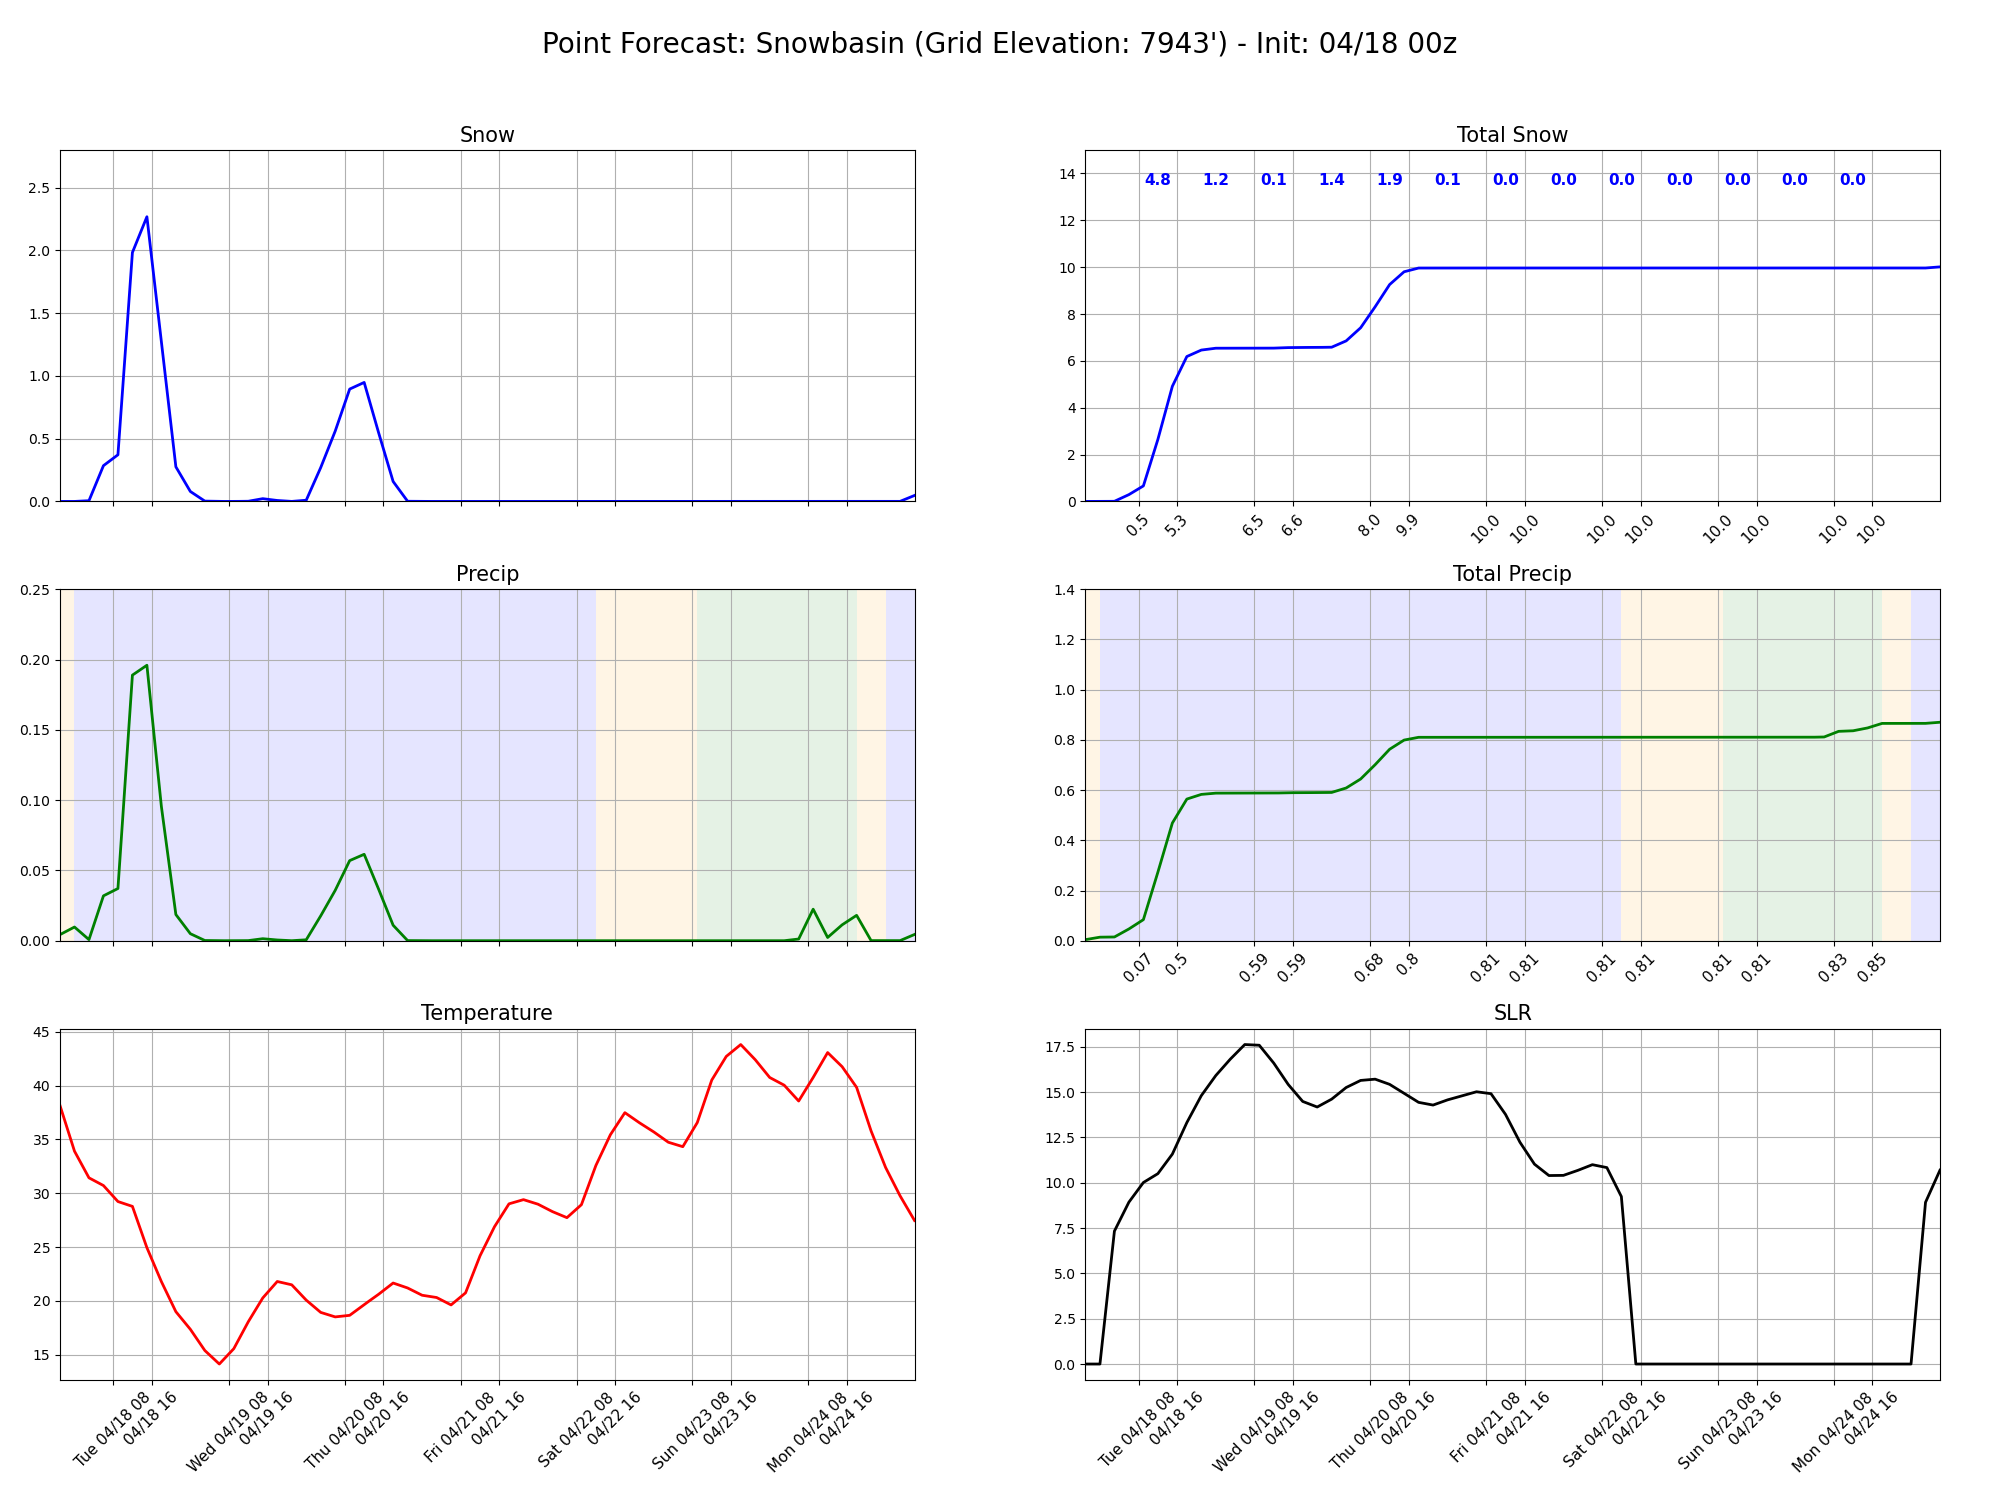 Point Forecast: Snowbasin (Grid Elevation: 7943') - Init: 04/18 00z
Snow
2.5
2.0
1.5
1.0
0.5
0.0
Total Snow
4.8 1.2 0.1 1.4 1.9 0.1 0.0 0.0 0.0 0.0 0.0 0.0 0.0
14
12
10
8
6
4
2
0
0.5 5.3 6.5 6.6 8.0 9.9 10.0 10.0 10.0 10.0 10.0 10.0 10.0 10.0
Precip
0.25
0.20
0.15
0.10
0.05
0.00
Total Precip
1.4
1.2
1.0
0.8
0.6
0.4
0.2
0.0
0.07 0.5 0.59 0.59 0.68 0.8 0.81 0.81 0.81 0.81 0.81 0.81 0.83 0.85
Temperature
45
40
35
30
25
20
15
Tue 04/18 08
04/18 16
Wed 04/19 08
04/19 16
Thu 04/20 08
04/20 16
Fri 04/21 08
04/21 16
Sat 04/22 08
04/22 16
Sun 04/23 08
04/23 16
Mon 04/24 08
04/24 16
SLR
17.5
15.0
12.5
10.0
7.5
5.0
2.5
0.0
Tue 04/18 08
04/18 16
Wed 04/19 08
04/19 16
Thu 04/20 08
04/20 16
Fri 04/21 08
04/21 16
Sat 04/22 08
04/22 16
Sun 04/23 08
04/23 16
Mon 04/24 08
04/24 16